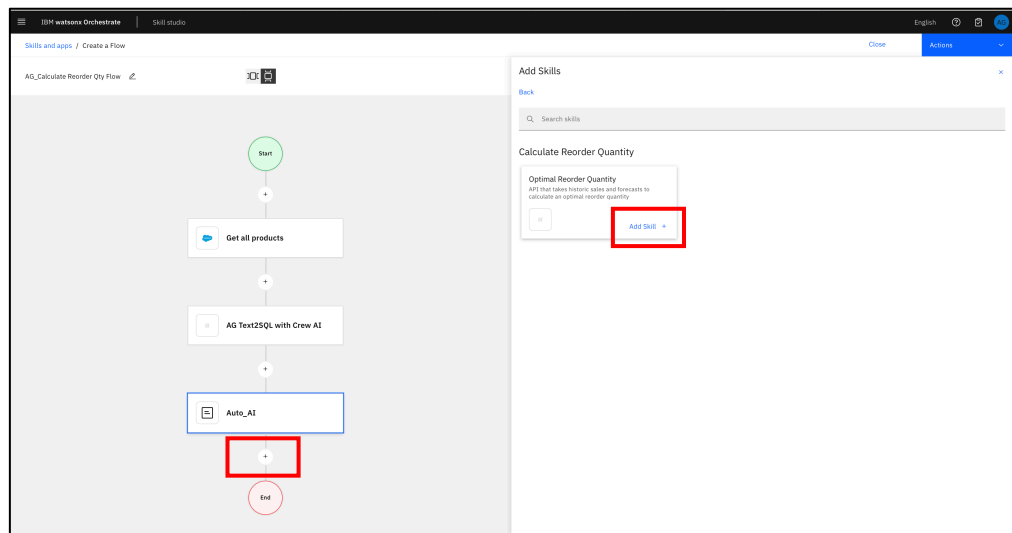 IBM watsonx Orchestrate
Skill studio
English
AG
Skills and apps / Create a Flow
Close
Actions
AG_Calculate Reorder Qty Flow
Add Skills
Back
Search skills
Start
Calculate Reorder Quantity
Optimal Reorder Quantity
API that takes historic sales and forecasts to
calculate an optimal reorder quantity
Add Skill +
+
Get all products
+
AG Text2SQL with Crew AI
+
Auto_AI
+
End